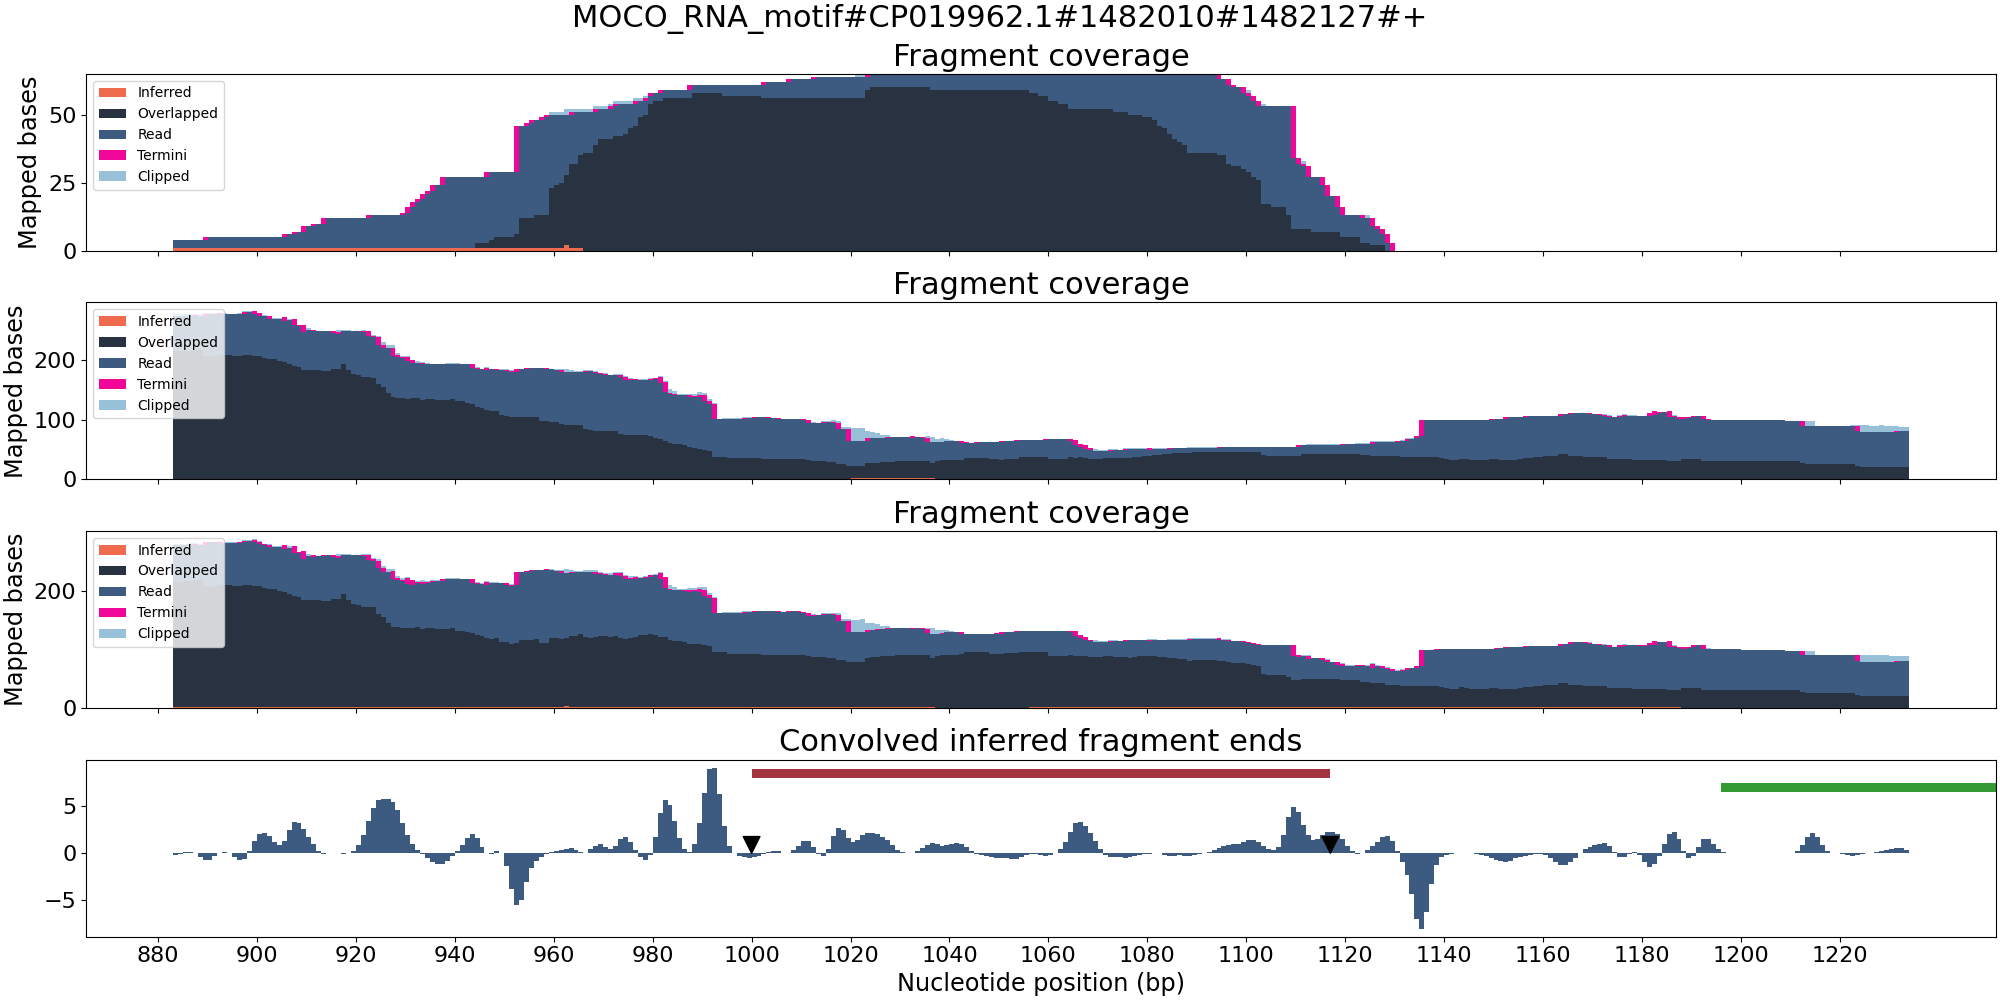 MOCO_RNA_motif#CP019962.1#1482010#1482127#+
Fragment coverage
Mapped bases
50
25
0
Inferred
Overlapped
Read
Termini
Clipped
Fragment coverage
Mapped bases
200
100
0
Inferred
Overlapped
Read
Termini
Clipped
Fragment coverage
Mapped bases
200
0
Inferred
Overlapped
Read
Termini
Clipped
Convolved inferred fragment ends
5
0
−5
880 900 920 940 960 980 1000 1020 1040 1060 1080 1100 1120 1140 1160 1180 1200 1220
Nucleotide position (bp)